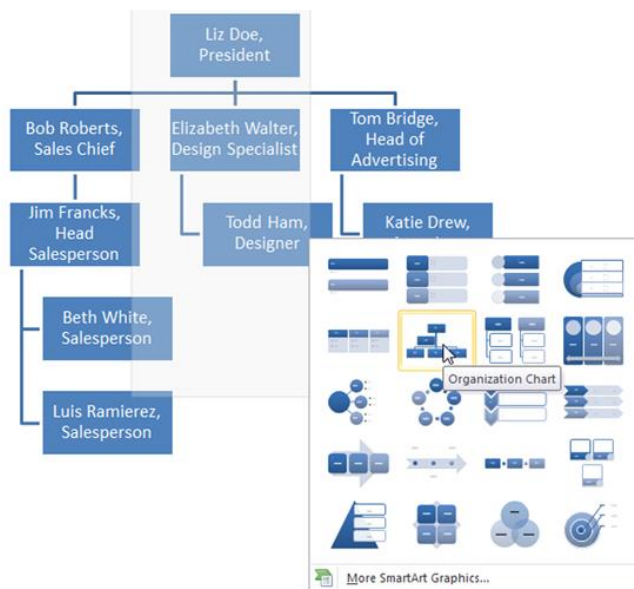 Liz Doe,
President
Bob Roberts,
Sales Chief
Elizabeth Walter,
Design Specialist
Tom Bridge,
Head of
Advertising
Jim Francks,
Head
Salesperson
Todd Ham,
Designer
Katie Drew,
Beth White,
Salesperson
Luis Ramierez,
Salesperson
Organization Chart
More SmartArt Graphics...